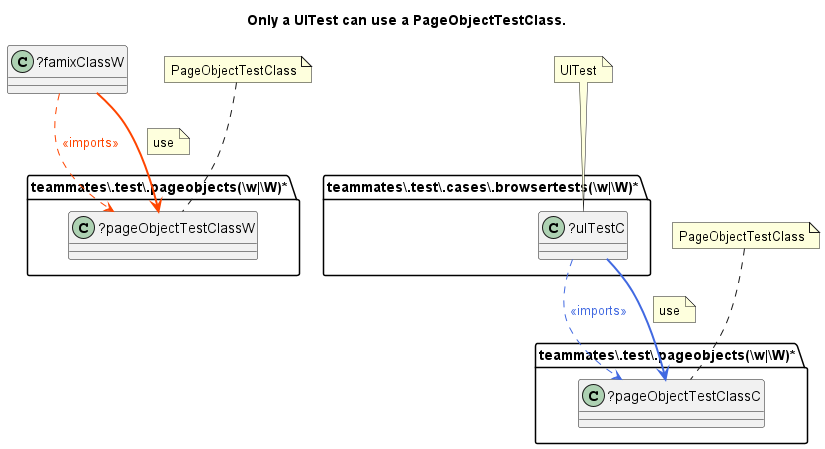 Only a UITest can use a PageObjectTestClass.
C ?famixClassW
PageObjectTestClass
UITest
«imports»
use
teammates\.test\.pageobjects(\w|\W)*
teammates\.test\.cases\.browsertests(\w|\W)*
C ?pageObjectTestClassW
C ?uiTestC
PageObjectTestClass
«imports»
use
teammates\.test\.pageobjects(\w|\W)*
C ?pageObjectTestClassC